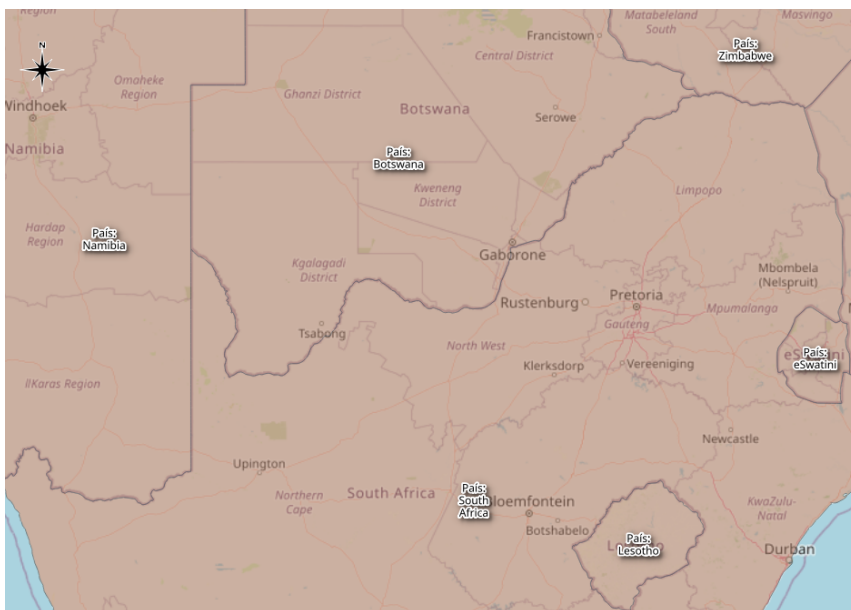 Region
Matabeleland
South
Masvingo
Francistown
País:
Zimbabwe
N
Central District
Omaheke
Region
Ghanzi District
Botswana
Windhoek
Serowe
Namibia
País:
Botswana
Kweneng
District
Limpopo
Hardap
Region
País:
Namibia
Gaborone
Kgalagadi
District
Mbombela
(Nelspruit)
Rustenburg
Pretoria
Mpumalanga
Gauteng
Tsabong
North West
País:
eSwatini
Klerksdorp
Vereeniging
IlKaras Region
Newcastle
Upington
Northern
Cape
South Africa
País:
South
Africa
Bloemfontein
KwaZulu-
Natal
Botshabelo
País:
Lesotho
Durban